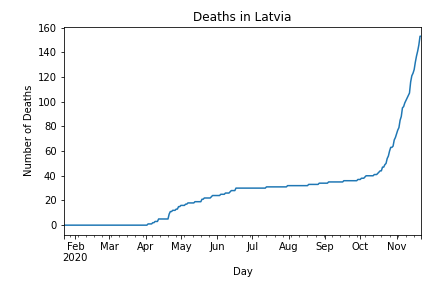 Deaths in Latvia
160
140
120
100
80
60
40
20
0
Number of Deaths
Feb Mar Apr May Jun Jul Aug Sep Oct Nov
2020
Day